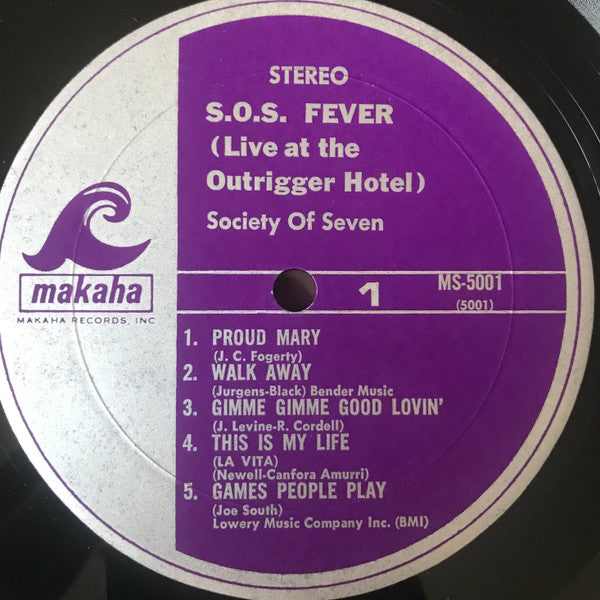 STEREO
S.O.S. FEVER
(Live at the
Outrigger Hotel)
Society Of Seven
makaha
MAKAHA RECORDS, INC
1
MS-5001
(5001)
1. PROUD MARY
(J. C. Fogerty)
2. WALK AWAY
(Jurgens-Black) Bender Music
3. GIMME GIMME GOOD LOVIN'
(J. Levine-R. Cordell)
4. THIS IS MY LIFE
(LA VITA)
(Newell-Canfora Amurri)
5. GAMES PEOPLE PLAY
(Joe South)
Lowery Music Company Inc. (BMI)